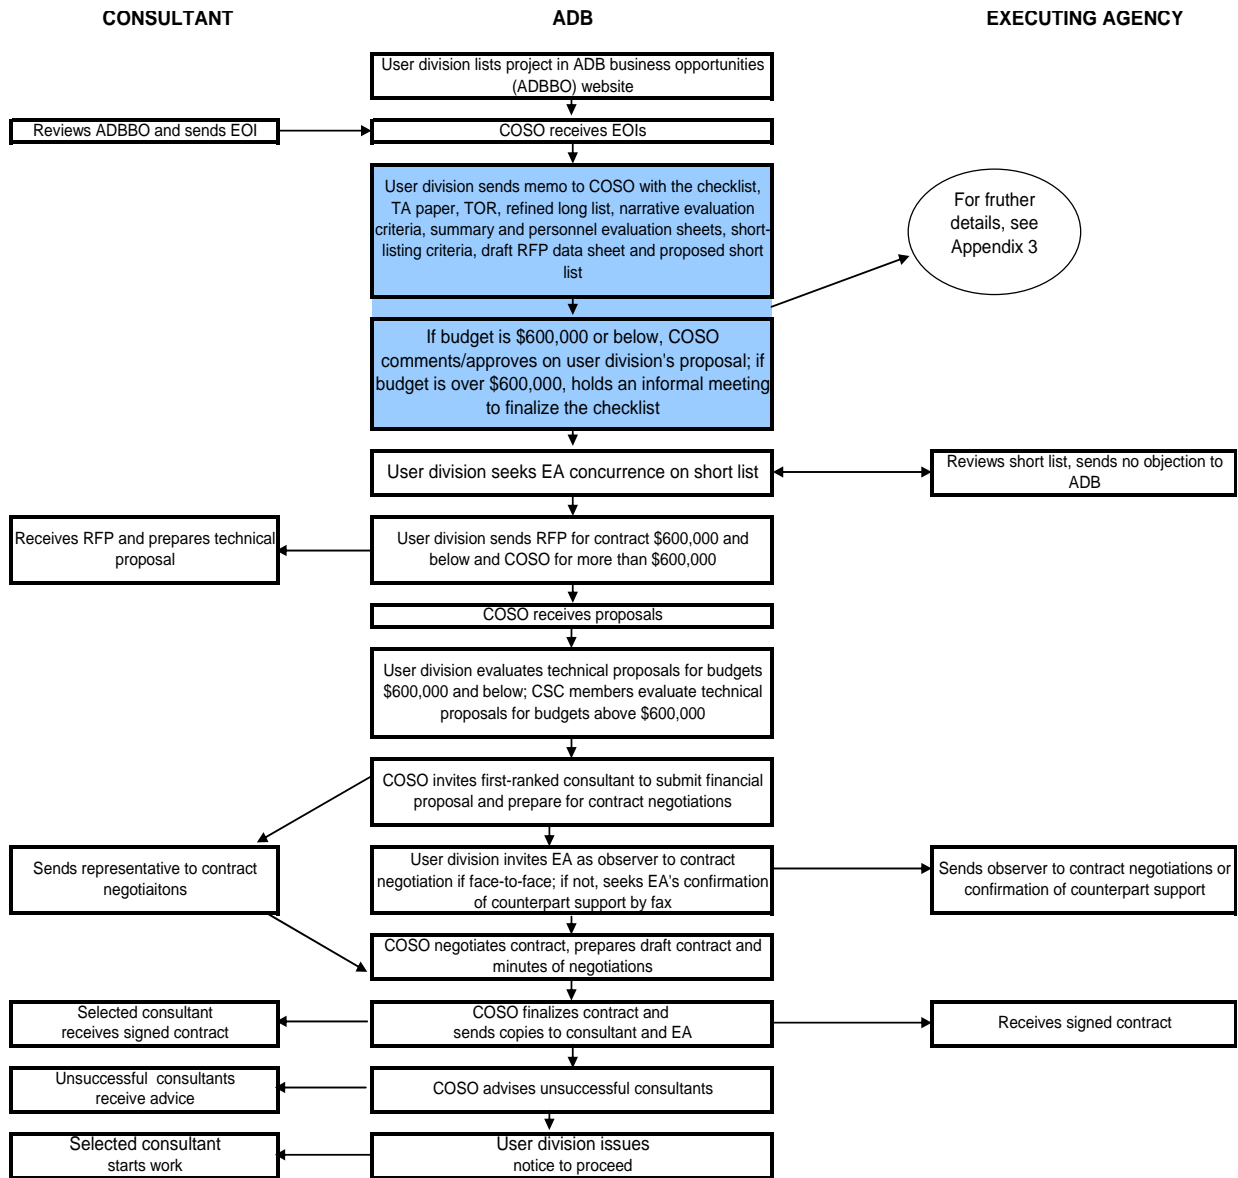 CONSULTANT
ADB
EXECUTING AGENCY
User division lists project in ADB business opportunities
(ADBBO) website
Reviews ADBBO and sends EOI
COSO receives EOIs
User division sends memo to COSO with the checklist,
TA paper, TOR, refined long list, narrative evaluation
criteria, summary and personnel evaluation sheets, short-
listing criteria, draft RFP data sheet and proposed short
list
For fruther
details, see
Appendix 3
If budget is $600,000 or below, COSO
comments/approves on user division's proposal; if
budget is over $600,000, holds an informal meeting
to finalize the checklist
User division seeks EA concurrence on short list
Reviews short list, sends no objection to
ADB
Receives RFP and prepares technical
proposal
User division sends RFP for contract $600,000 and
below and COSO for more than $600,000
COSO receives proposals
User division evaluates technical proposals for budgets
$600,000 and below; CSC members evaluate technical
proposals for budgets above $600,000
COSO invites first-ranked consultant to submit financial
proposal and prepare for contract negotiations
Sends representative to contract
negotiaitons
User division invites EA as observer to contract
negotiation if face-to-face; if not, seeks EA's confirmation
of counterpart support by fax
Sends observer to contract negotiations or
confirmation of counterpart support
COSO negotiates contract, prepares draft contract and
minutes of negotiations
Selected consultant
receives signed contract
COSO finalizes contract and
sends copies to consultant and EA
Receives signed contract
Unsuccessful consultants
receive advice
COSO advises unsuccessful consultants
Selected consultant
starts work
User division issues
notice to proceed